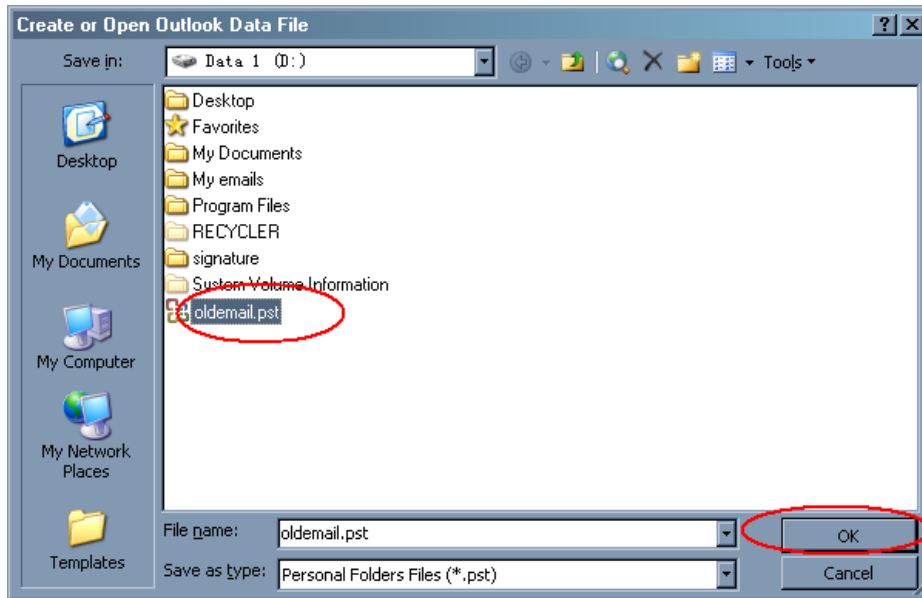 Create or Open Outlook Data File
Save in:
Data 1 (D:)
Tools
Desktop
My Documents
My Computer
My Network
Places
Templates
Desktop
Favorites
My Documents
My emails
Program Files
RECYCLER
signature
System Volume Information
oldemail.pst
File name:
oldemail.pst
OK
Save as type:
Personal Folders Files (*.pst)
Cancel